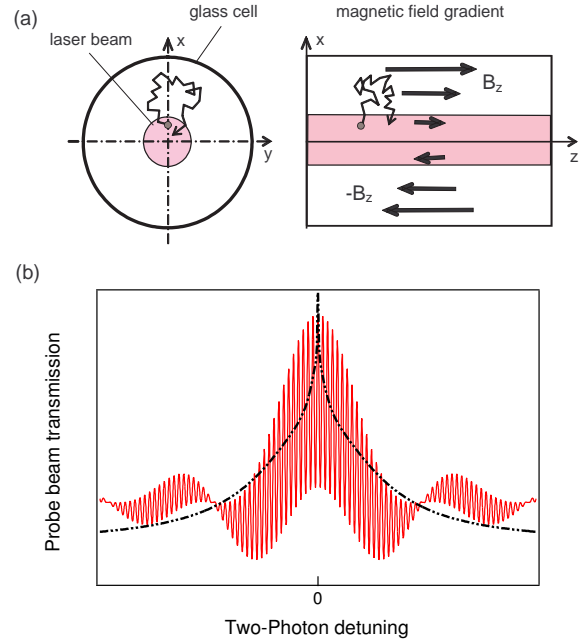 (a)
glass cell
laser beam
x
y
magnetic field gradient
x
B_z
z
-B_z
(b)
Probe beam transmission
0
Two-Photon detuning